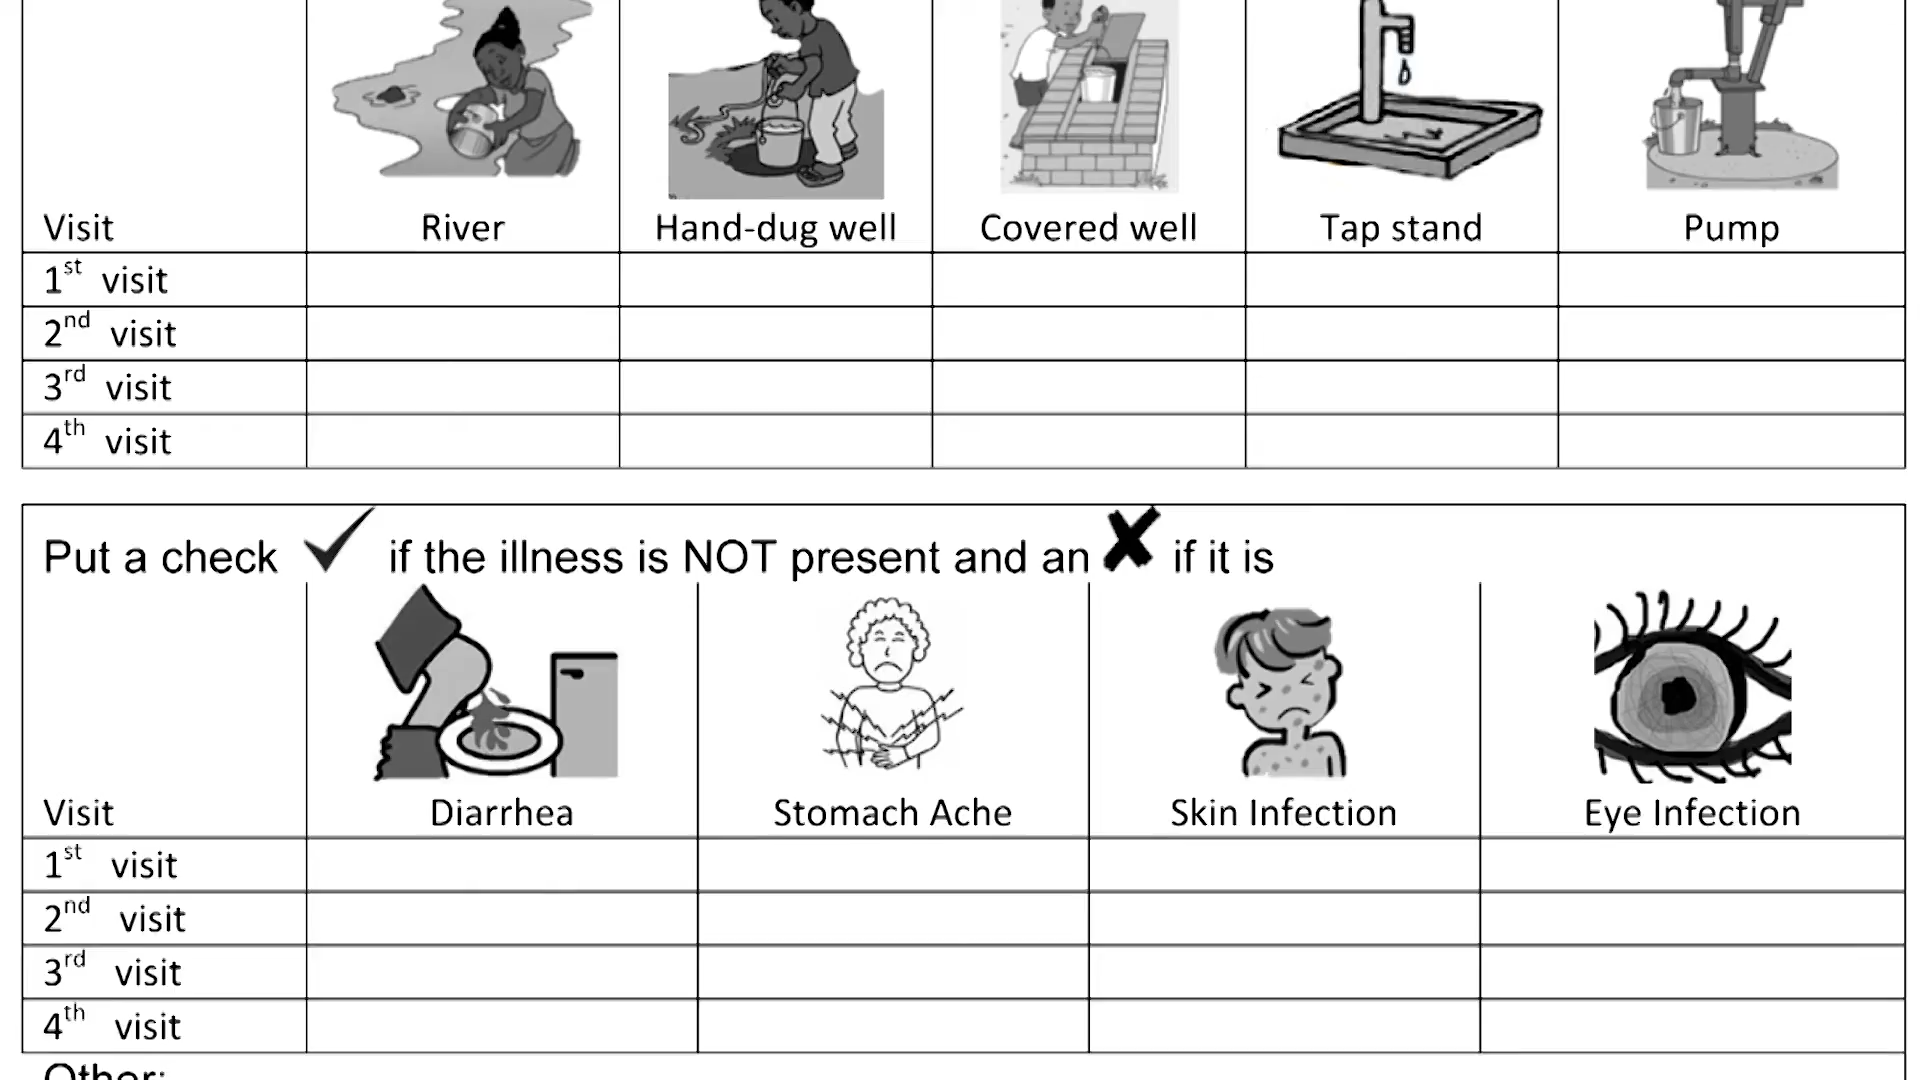 Visit River Hand-dug well Covered well Tap stand Pump
1st visit
2nd visit
3rd visit
4th visit
Put a check ✓ if the illness is NOT present and an ✗ if it is
Visit Diarrhea Stomach Ache Skin Infection Eye Infection
1st visit
2nd visit
3rd visit
4th visit
Other: